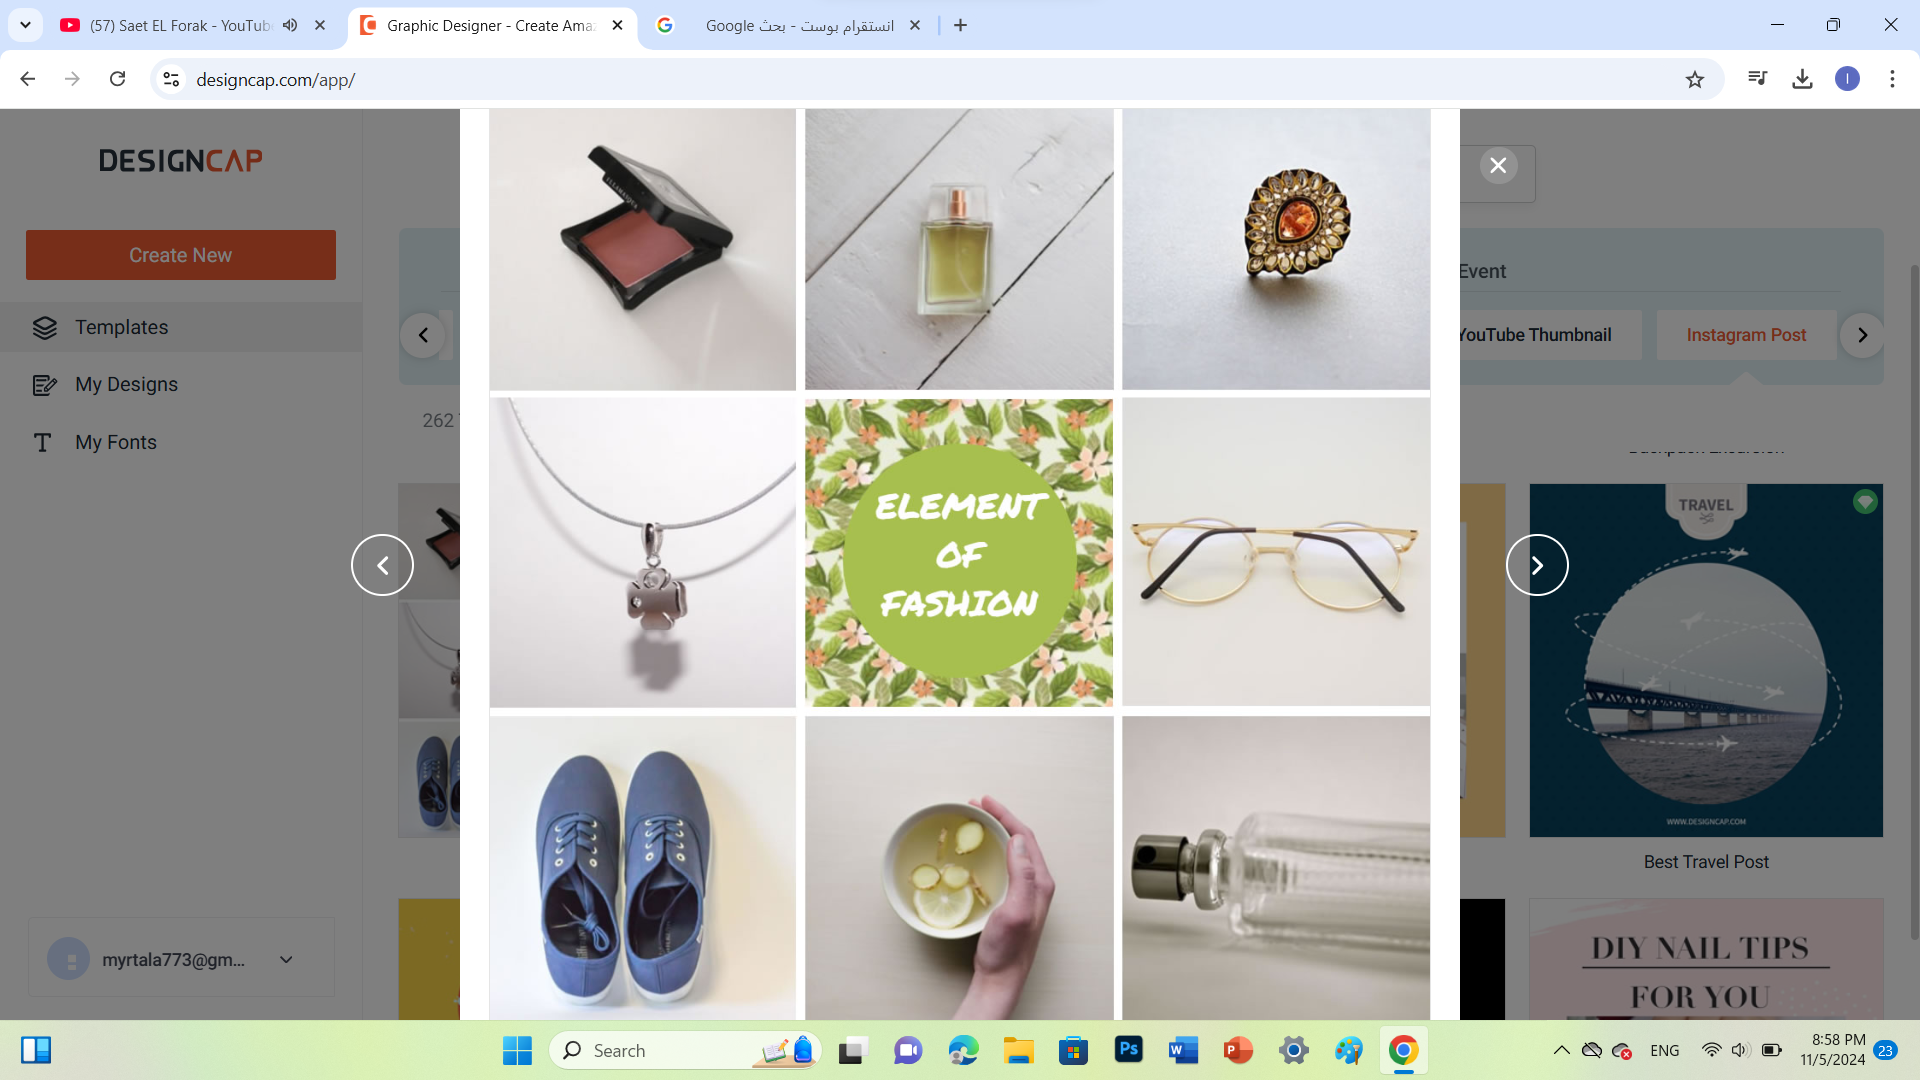 (57) Saet EL Forak - YouTube
Graphic Designer - Create Ama
انستقرام بوست - بحث Google
designcap.com/app/
I
DESIGNCAP
Create New
Templates
My Designs
My Fonts
myrtala773@gm...
262
Event
YouTube Thumbnail
Instagram Post
ELEMENT
OF
FASHION
TRAVEL
WWW.DESIGNCAP.COM
Best Travel Post
DIY NAIL TIPS
FOR YOU
Search
Ps
W
P
ENG
8:58 PM
11/5/2024
23